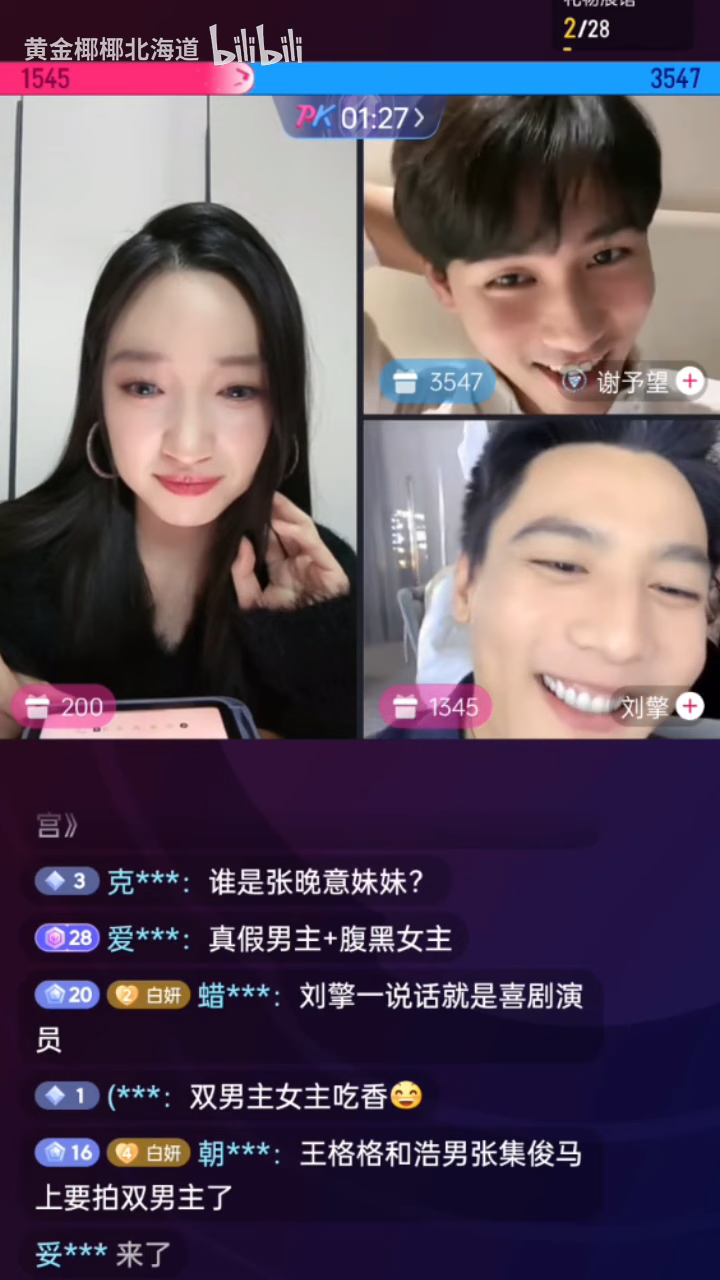 礼物展馆
黄金椰椰北海道 bilibili
2/28
1545
3547
PK 01:27
3547
谢予望
200
1345
刘擎
宫》
3 克***: 谁是张晚意妹妹?
28 爱***: 真假男主+腹黑女主
20 2 白妍 蜡***: 刘擎一说话就是喜剧演
员
1 (***: 双男主女主吃香😄
16 4 白妍 朝***: 王格格和浩男张集俊马
上要拍双男主了
妥*** 来了